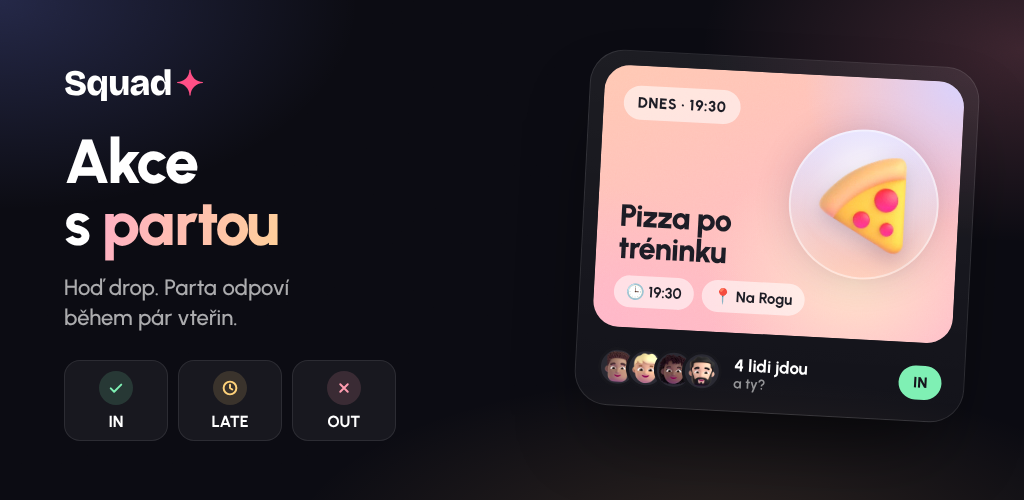 Squad
Akce
s partou
Hoď drop. Parta odpoví
během pár vteřin.
IN
LATE
OUT
DNES · 19:30
Pizza po
tréninku
19:30
Na Rogu
4 lidi jdou
a ty?
IN